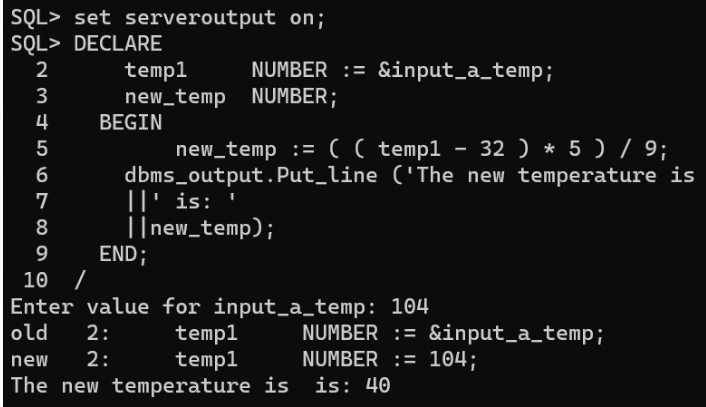 SQL> set serveroutput on;
SQL> DECLARE
  2      temp1     NUMBER := &input_a_temp;
  3      new_temp  NUMBER;
  4    BEGIN
  5          new_temp := ( ( temp1 - 32 ) * 5 ) / 9;
  6      dbms_output.Put_line ('The new temperature is
  7      ||' is: '
  8      ||new_temp);
  9    END;
 10  /
Enter value for input_a_temp: 104
old   2:     temp1     NUMBER := &input_a_temp;
new   2:     temp1     NUMBER := 104;
The new temperature is  is: 40